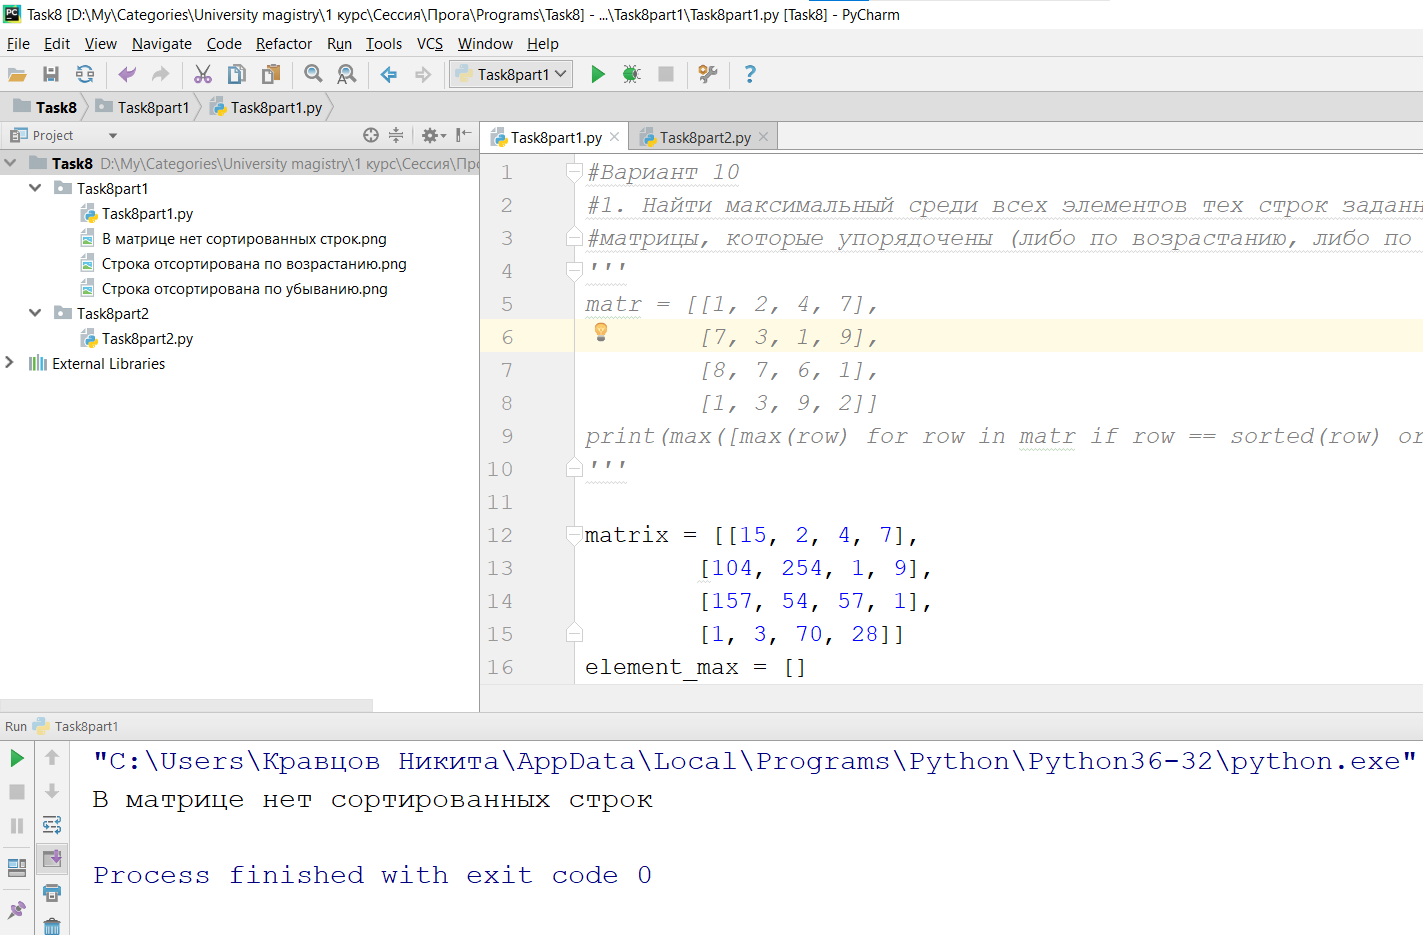 Task8 [D:\My\Categories\University magistry\1 курс\Сессия\Прога\Programs\Task8] - ...\Task8part1\Task8part1.py [Task8] - PyCharm
File Edit View Navigate Code Refactor Run Tools VCS Window Help
Task8part1
Task8 Task8part1 Task8part1.py
Project
Task8 D:\My\Categories\University magistry\1 курс\Сессия\Про
Task8part1
Task8part1.py
В матрице нет сортированных строк.png
Строка отсортирована по возрастанию.png
Строка отсортирована по убыванию.png
Task8part2
Task8part2.py
External Libraries
Task8part1.py Task8part2.py
1 #Вариант 10
2 #1. Найти максимальный среди всех элементов тех строк заданн
3 #матрицы, которые упорядочены (либо по возрастанию, либо по
4 '''
5 matr = [[1, 2, 4, 7],
6 [7, 3, 1, 9],
7 [8, 7, 6, 1],
8 [1, 3, 9, 2]]
9 print(max([max(row) for row in matr if row == sorted(row) or
10 '''
11
12 matrix = [[15, 2, 4, 7],
13 [104, 254, 1, 9],
14 [157, 54, 57, 1],
15 [1, 3, 70, 28]]
16 element_max = []
Run Task8part1
"C:\Users\Кравцов Никита\AppData\Local\Programs\Python\Python36-32\python.exe"
В матрице нет сортированных строк
Process finished with exit code 0